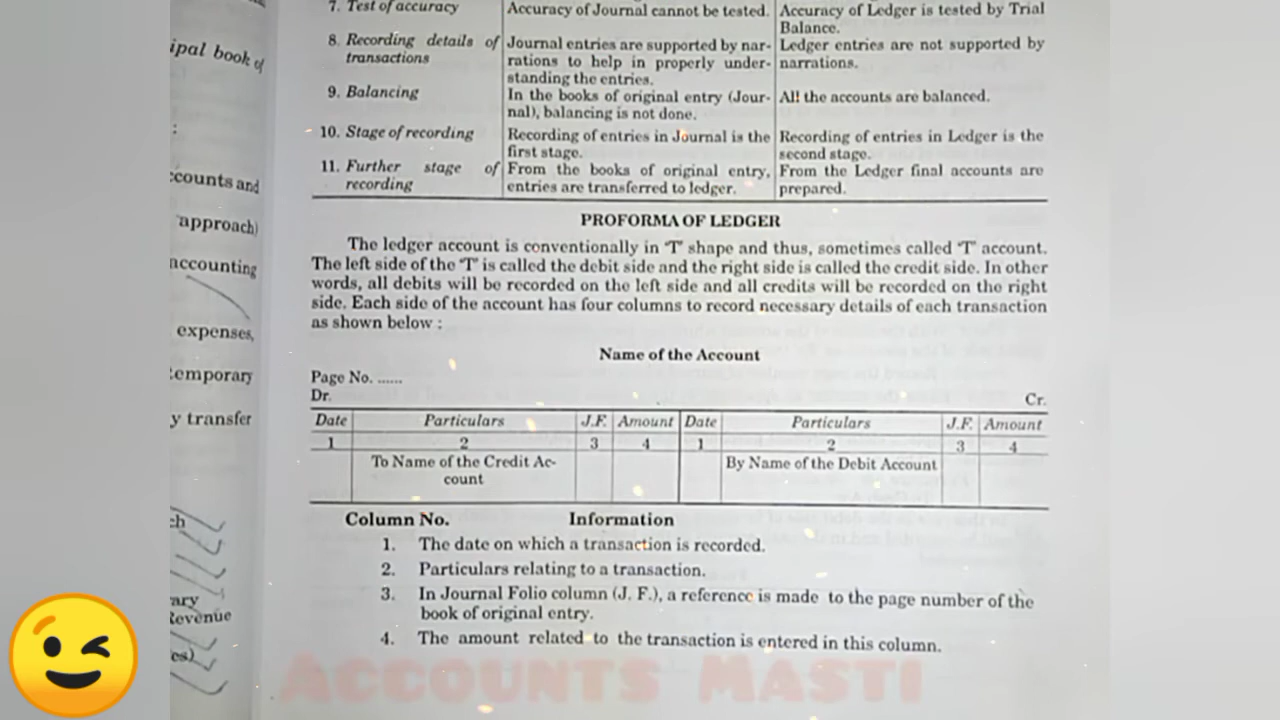 ipal book of
:
ccounts and
approach)
accounting
expenses,
temporary
y transfer
ch
ary
Revenue
es)
7. Test of accuracy Accuracy of Journal cannot be tested. Accuracy of Ledger is tested by Trial
Balance.
8. Recording details of Journal entries are supported by nar- Ledger entries are not supported by
transactions rations to help in properly under- narrations.
standing the entries.
9. Balancing In the books of original entry (Jour- All the accounts are balanced.
nal), balancing is not done.
10. Stage of recording Recording of entries in Journal is the Recording of entries in Ledger is the
first stage. second stage.
11. Further stage of From the books of original entry, From the Ledger final accounts are
recording entries are transferred to ledger. prepared.
PROFORMA OF LEDGER
The ledger account is conventionally in 'T' shape and thus, sometimes called 'T' account.
The left side of the 'T' is called the debit side and the right side is called the credit side. In other
words, all debits will be recorded on the left side and all credits will be recorded on the right
side. Each side of the account has four columns to record necessary details of each transaction
as shown below :
Name of the Account
Page No. ......
Dr. Cr.
Date Particulars J.F. Amount Date Particulars J.F. Amount
1 2 3 4 1 2 3 4
To Name of the Credit Ac- By Name of the Debit Account
count
Column No. Information
1. The date on which a transaction is recorded.
2. Particulars relating to a transaction.
3. In Journal Folio column (J. F.), a reference is made to the page number of the
book of original entry.
4. The amount related to the transaction is entered in this column.
ACCOUNTS MASTI